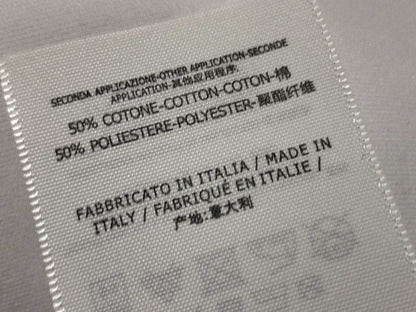 SECONDA APPLICAZIONE-OTHER APPLICATION-SECONDE
APPLICATION-其他应用程序
50% COTONE-COTTON-COTON-棉
50% POLIESTERE-POLYESTER-聚酯纤维
FABBRICATO IN ITALIA / MADE IN
ITALY / FABRIQUÉ EN ITALIE /
产地:意大利